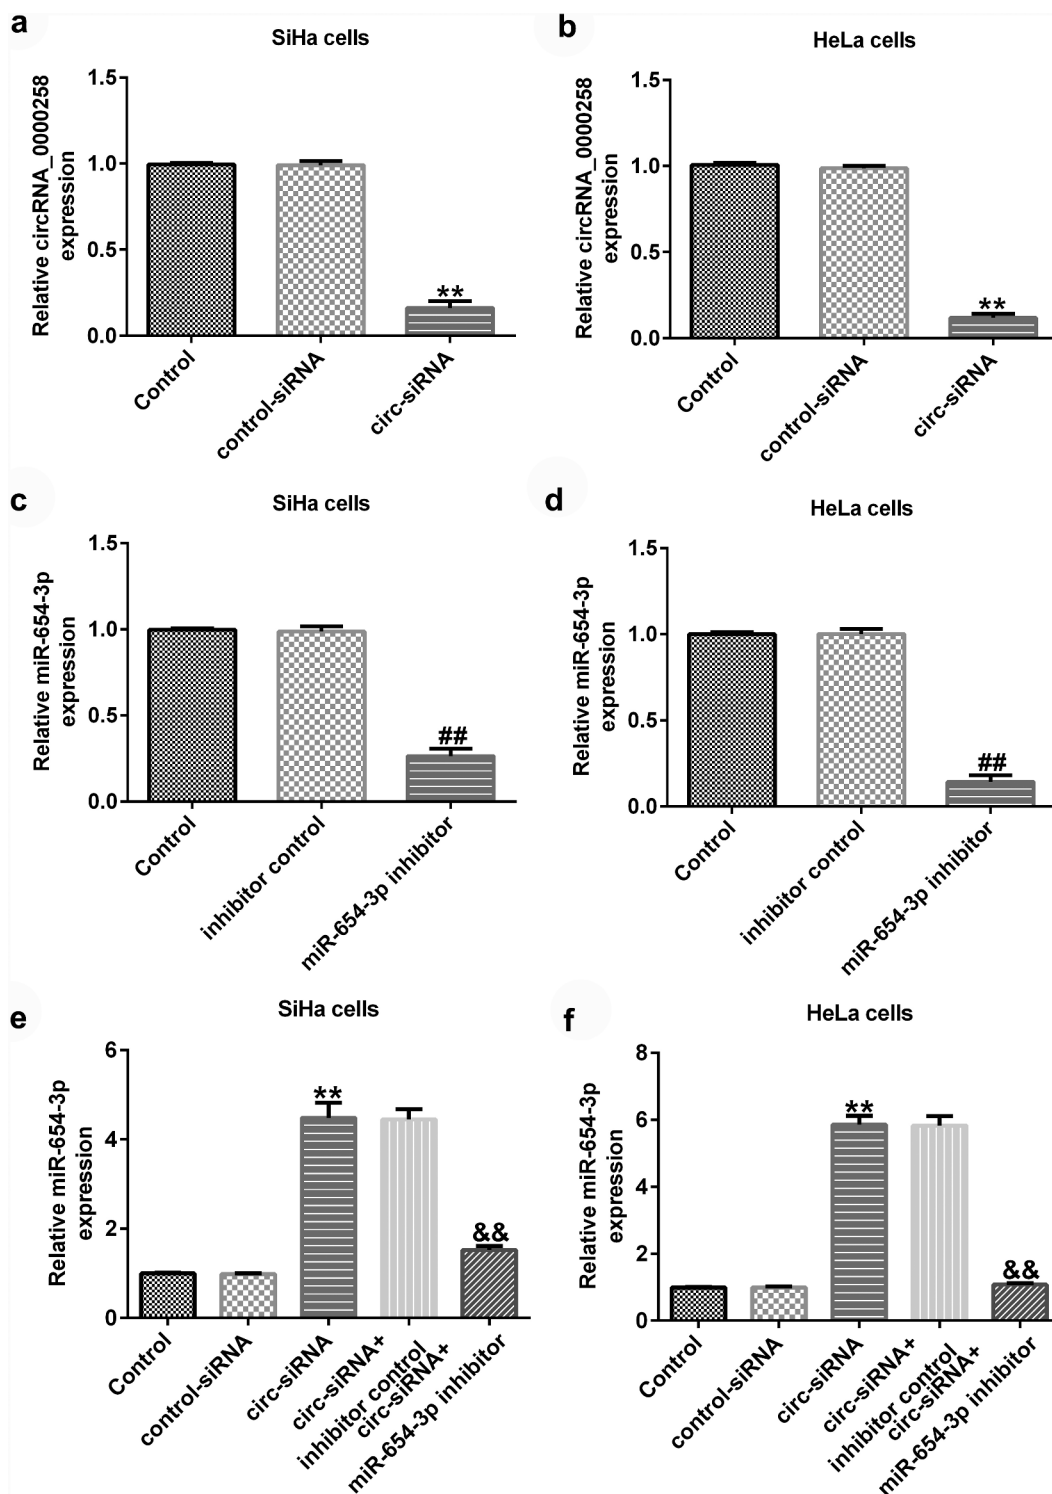 a
SiHa cells
Relative circRNA_0000258
expression
1.5
1.0
0.5
0.0
**
Control
control-siRNA
circ-siRNA
b
HeLa cells
Relative circRNA_0000258
expression
1.5
1.0
0.5
0.0
**
Control
control-siRNA
circ-siRNA
c
SiHa cells
Relative miR-654-3p
expression
1.5
1.0
0.5
0.0
##
Control
inhibitor control
miR-654-3p inhibitor
d
HeLa cells
Relative miR-654-3p
expression
1.5
1.0
0.5
0.0
##
Control
inhibitor control
miR-654-3p inhibitor
e
SiHa cells
Relative miR-654-3p
expression
6
4
2
0
**
&&
Control
control-siRNA
circ-siRNA
circ-siRNA+
inhibitor control
circ-siRNA+
miR-654-3p inhibitor
f
HeLa cells
Relative miR-654-3p
expression
8
6
4
2
0
**
&&
Control
control-siRNA
circ-siRNA
circ-siRNA+
inhibitor control
circ-siRNA+
miR-654-3p inhibitor